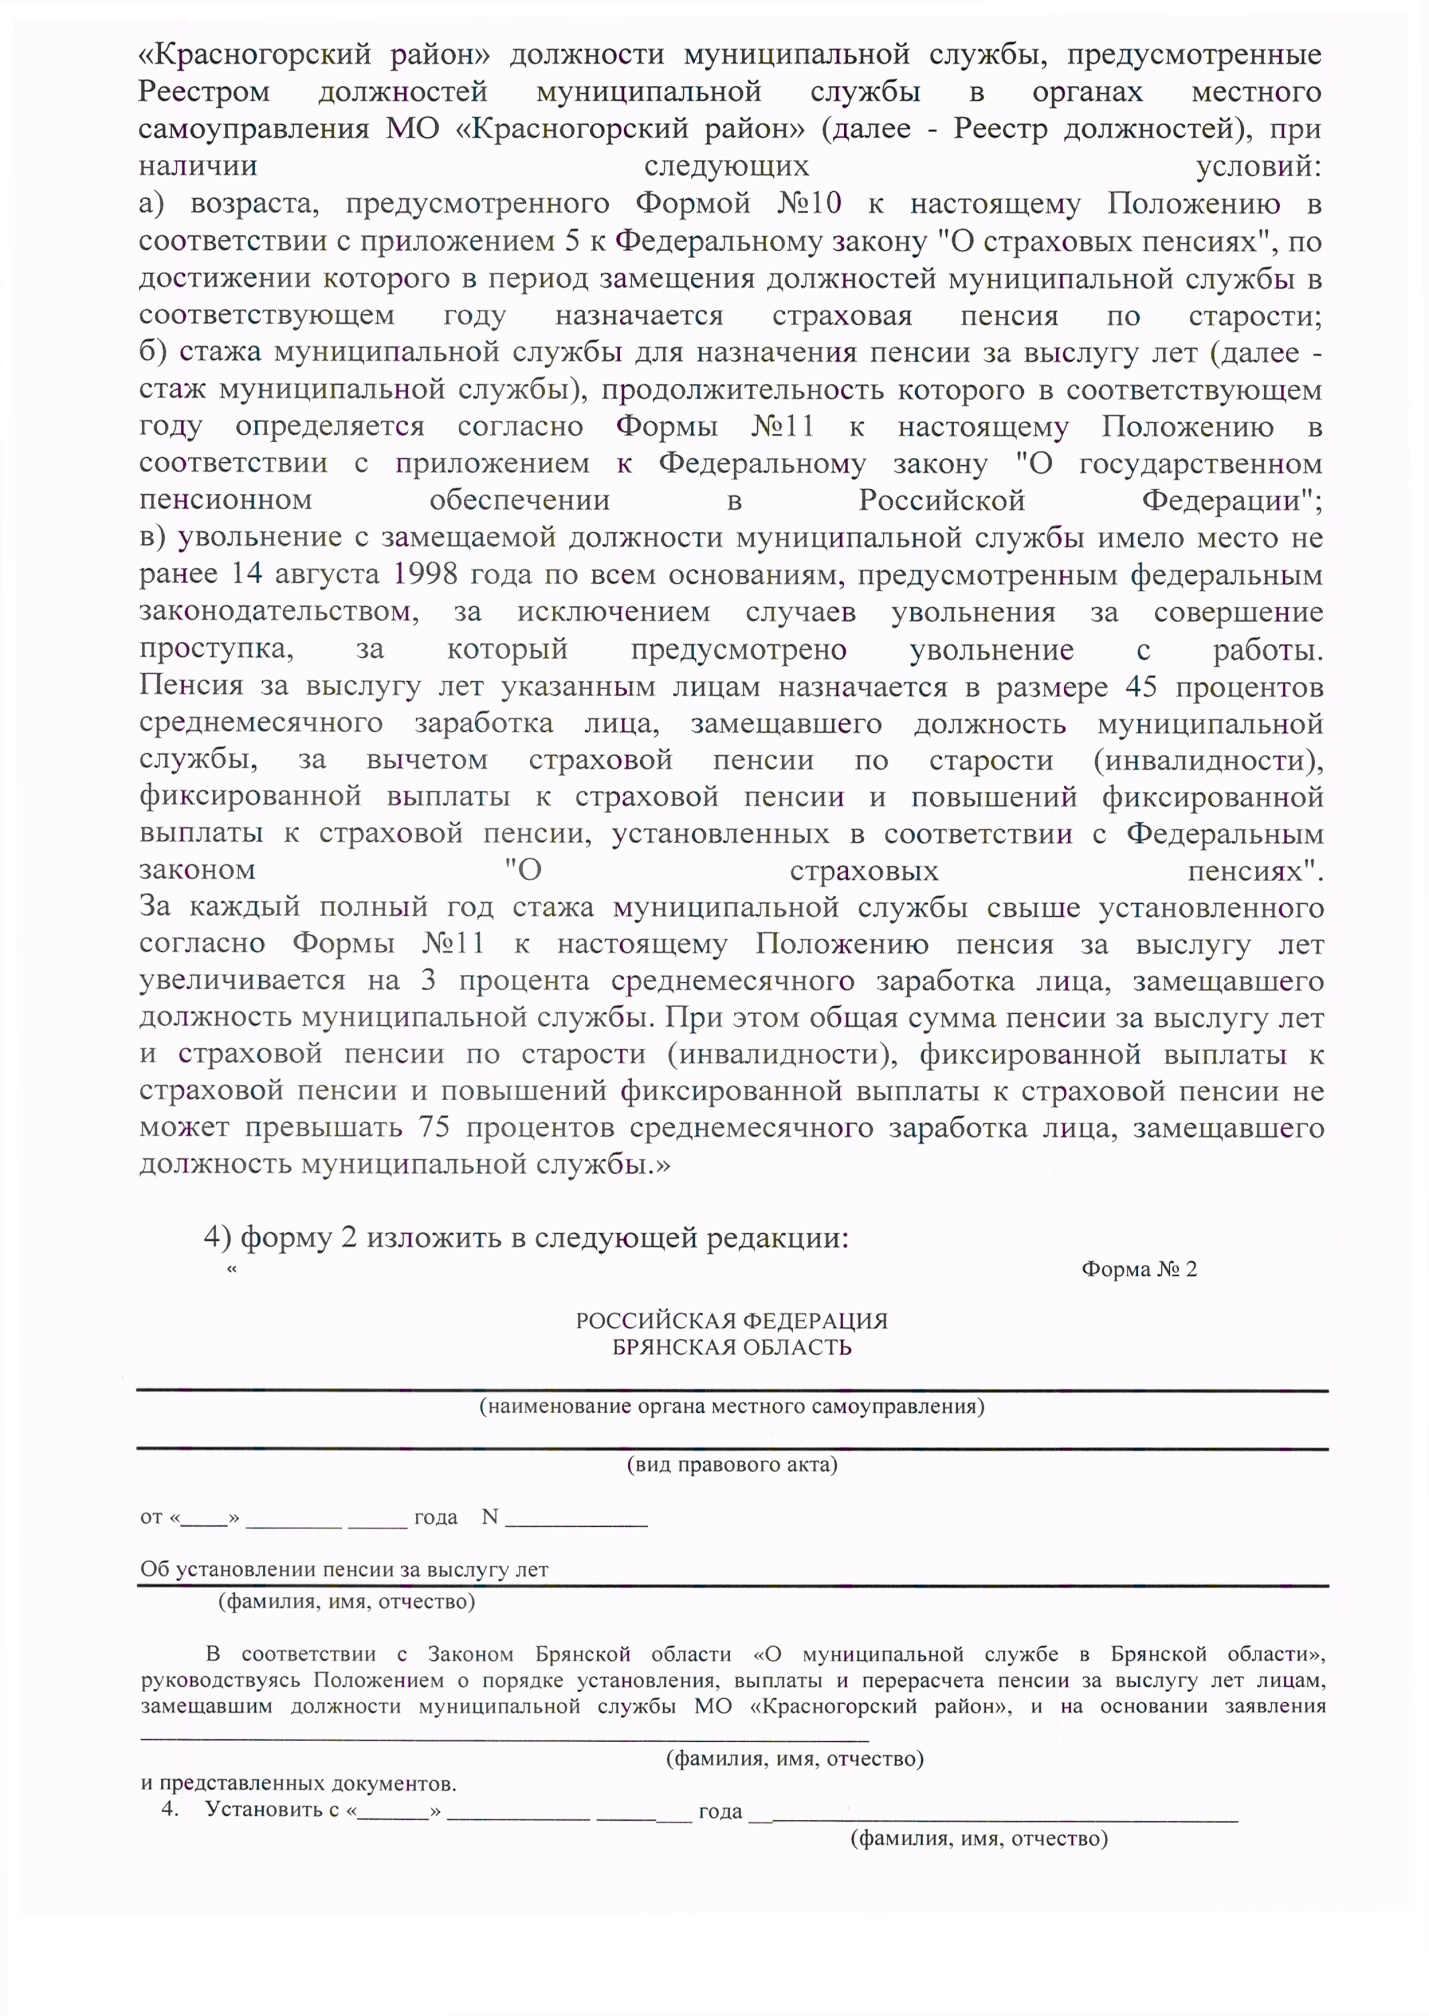 «Красногорский район» должности муниципальной службы, предусмотренные
Реестром должностей муниципальной службы в органах местного
самоуправления МО «Красногорский район» (далее - Реестр должностей), при
наличии следующих условий:
а) возраста, предусмотренного Формой №10 к настоящему Положению в
соответствии с приложением 5 к Федеральному закону "О страховых пенсиях", по
достижении которого в период замещения должностей муниципальной службы в
соответствующем году назначается страховая пенсия по старости;
б) стажа муниципальной службы для назначения пенсии за выслугу лет (далее -
стаж муниципальной службы), продолжительность которого в соответствующем
году определяется согласно Формы №11 к настоящему Положению в
соответствии с приложением к Федеральному закону "О государственном
пенсионном обеспечении в Российской Федерации";
в) увольнение с замещаемой должности муниципальной службы имело место не
ранее 14 августа 1998 года по всем основаниям, предусмотренным федеральным
законодательством, за исключением случаев увольнения за совершение
проступка, за который предусмотрено увольнение с работы.
Пенсия за выслугу лет указанным лицам назначается в размере 45 процентов
среднемесячного заработка лица, замещавшего должность муниципальной
службы, за вычетом страховой пенсии по старости (инвалидности),
фиксированной выплаты к страховой пенсии и повышений фиксированной
выплаты к страховой пенсии, установленных в соответствии с Федеральным
законом "О страховых пенсиях".
За каждый полный год стажа муниципальной службы свыше установленного
согласно Формы №11 к настоящему Положению пенсия за выслугу лет
увеличивается на 3 процента среднемесячного заработка лица, замещавшего
должность муниципальной службы. При этом общая сумма пенсии за выслугу лет
и страховой пенсии по старости (инвалидности), фиксированной выплаты к
страховой пенсии и повышений фиксированной выплаты к страховой пенсии не
может превышать 75 процентов среднемесячного заработка лица, замещавшего
должность муниципальной службы.»
4) форму 2 изложить в следующей редакции:
« Форма № 2
РОССИЙСКАЯ ФЕДЕРАЦИЯ
БРЯНСКАЯ ОБЛАСТЬ
(наименование органа местного самоуправления)
(вид правового акта)
от «____» __________ _____ года N ____________
Об установлении пенсии за выслугу лет
(фамилия, имя, отчество)
В соответствии с Законом Брянской области «О муниципальной службе в Брянской области»,
руководствуясь Положением о порядке установления, выплаты и перерасчета пенсии за выслугу лет лицам,
замещавшим должности муниципальной службы МО «Красногорский район», и на основании заявления
_____________________________________________________________
(фамилия, имя, отчество)
и представленных документов.
4. Установить с «______» ____________ ________ года _________________________________________
(фамилия, имя, отчество)